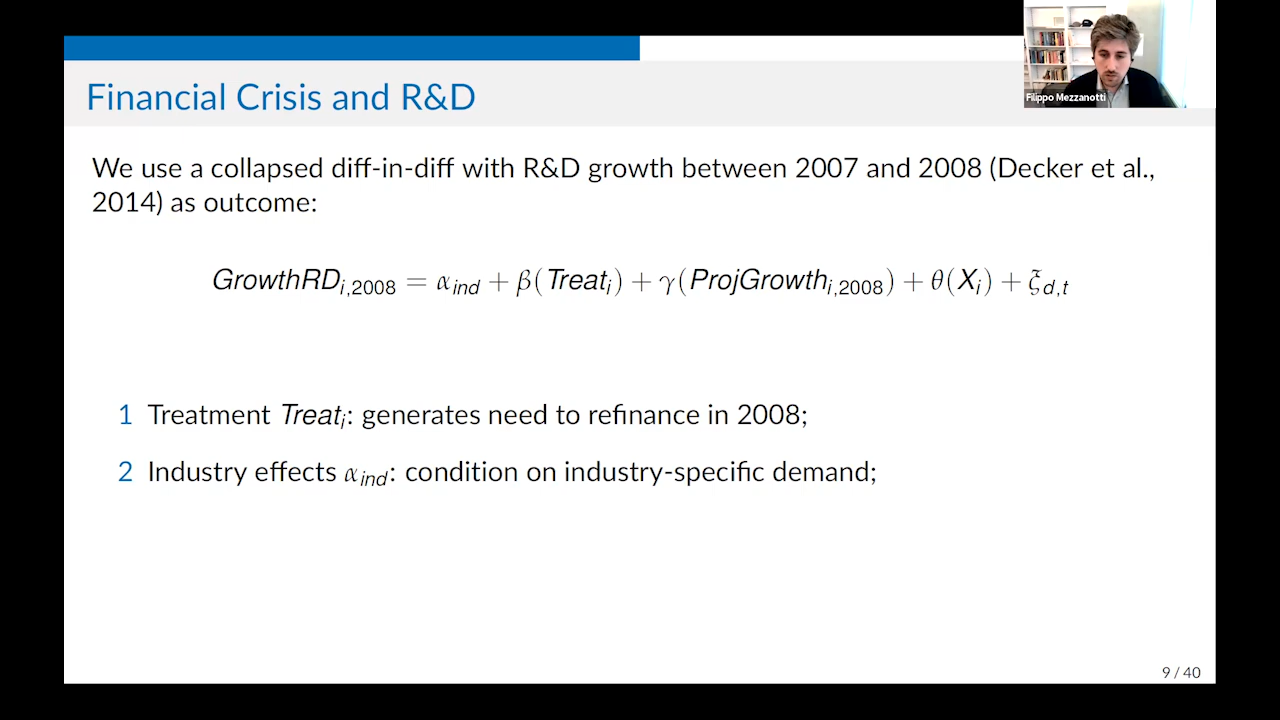 Financial Crisis and R&D
Filippo Mezzanotti
We use a collapsed diff-in-diff with R&D growth between 2007 and 2008 (Decker et al.,
2014) as outcome:
GrowthRD_{i,2008} = α_{ind} + β(Treat_i) + γ(ProjGrowth_{i,2008}) + θ(X_i) + ξ_{d,t}
1 Treatment Treat_i: generates need to refinance in 2008;
2 Industry effects α_{ind}: condition on industry-specific demand;
9 / 40